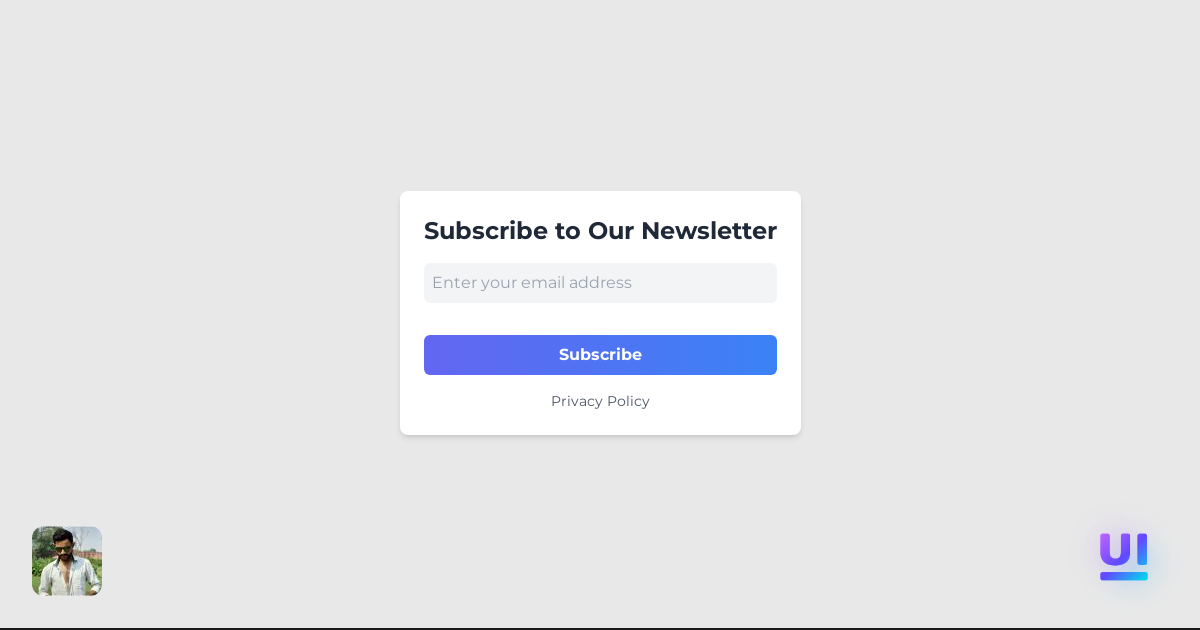 Subscribe to Our Newsletter
Enter your email address
Subscribe
Privacy Policy
UI